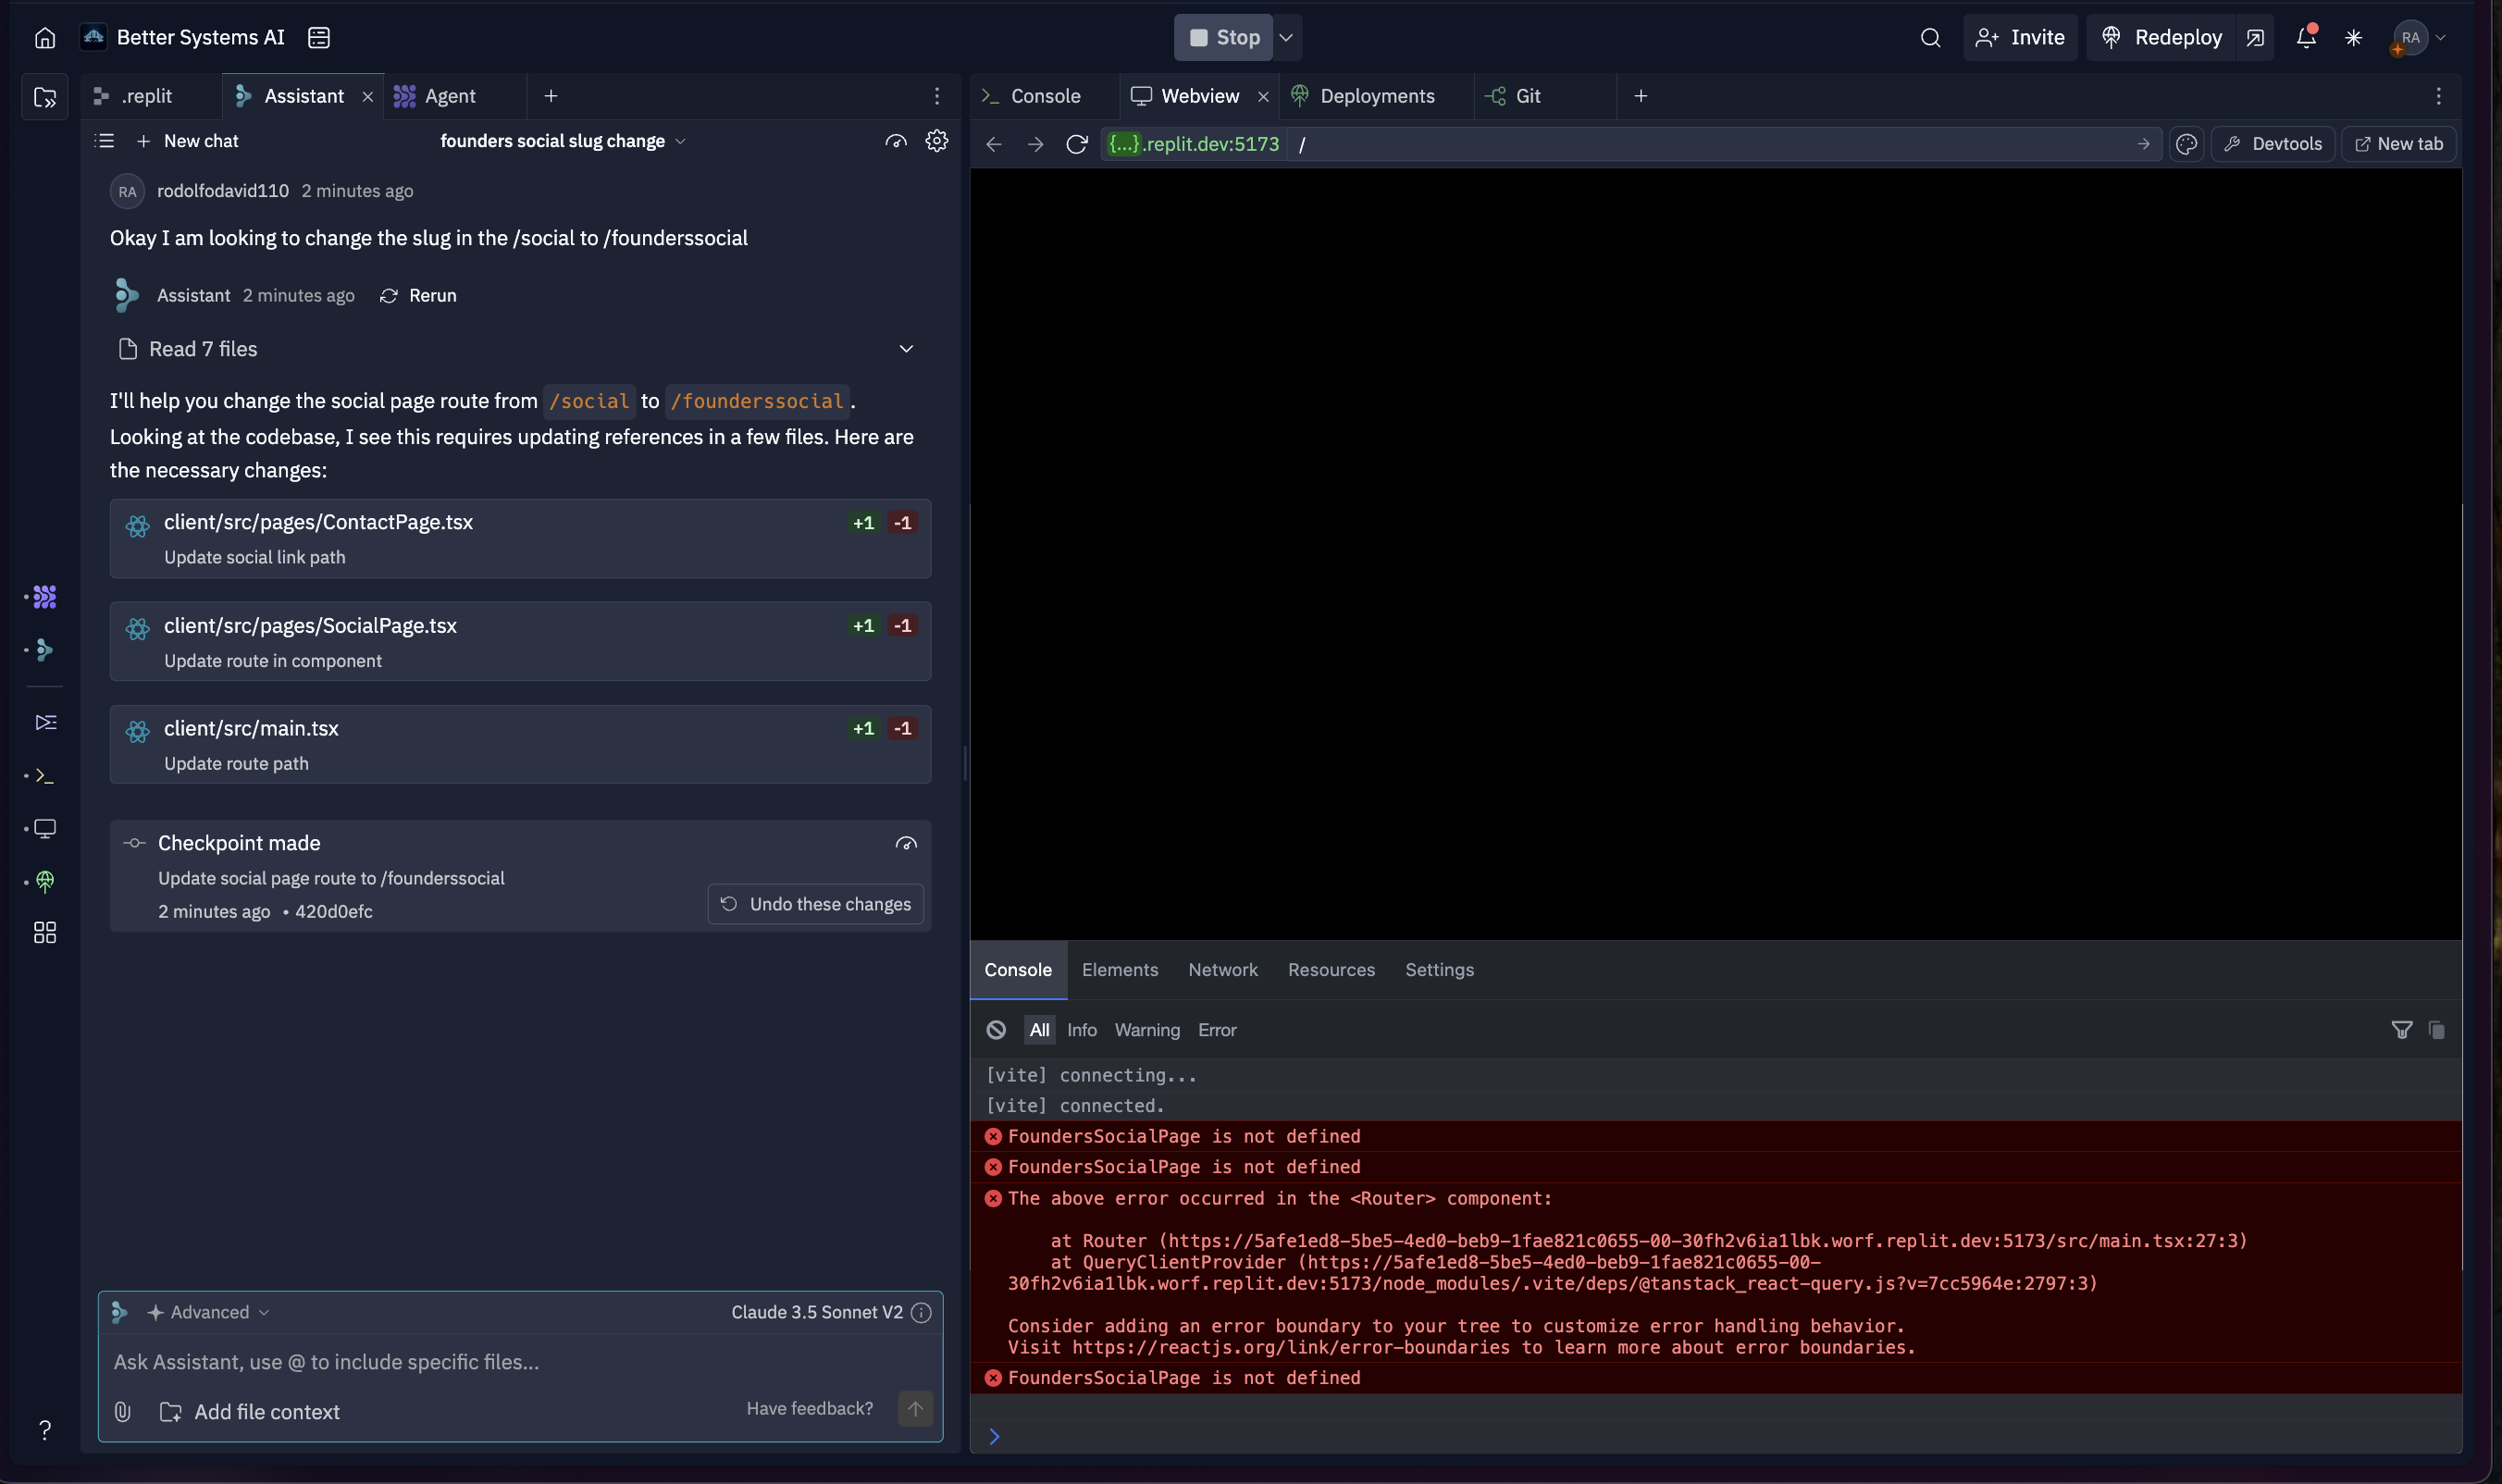 Better Systems AI
Stop
Invite
Redeploy
RA
.replit
Assistant
Agent
Console
Webview
Deployments
Git
New chat
founders social slug change
{...}.replit.dev:5173 /
Devtools
New tab
RA rodolfodavid110 2 minutes ago
Okay I am looking to change the slug in the /social to /founderssocial
Assistant 2 minutes ago Rerun
Read 7 files
I'll help you change the social page route from /social to /founderssocial.
Looking at the codebase, I see this requires updating references in a few files. Here are
the necessary changes:
client/src/pages/ContactPage.tsx +1 -1
Update social link path
client/src/pages/SocialPage.tsx +1 -1
Update route in component
client/src/main.tsx +1 -1
Update route path
Checkpoint made
Update social page route to /founderssocial
2 minutes ago • 420d0efc
Undo these changes
Advanced
Claude 3.5 Sonnet V2
Ask Assistant, use @ to include specific files...
Add file context
Have feedback?
?
Console Elements Network Resources Settings
All Info Warning Error
[vite] connecting...
[vite] connected.
FoundersSocialPage is not defined
FoundersSocialPage is not defined
The above error occurred in the <Router> component:
at Router (https://5afe1ed8-5be5-4ed0-beb9-1fae821c0655-00-30fh2v6ia1lbk.worf.replit.dev:5173/src/main.tsx:27:3)
at QueryClientProvider (https://5afe1ed8-5be5-4ed0-beb9-1fae821c0655-00-
30fh2v6ia1lbk.worf.replit.dev:5173/node_modules/.vite/deps/@tanstack_react-query.js?v=7cc5964e:2797:3)
Consider adding an error boundary to your tree to customize error handling behavior.
Visit https://reactjs.org/link/error-boundaries to learn more about error boundaries.
FoundersSocialPage is not defined